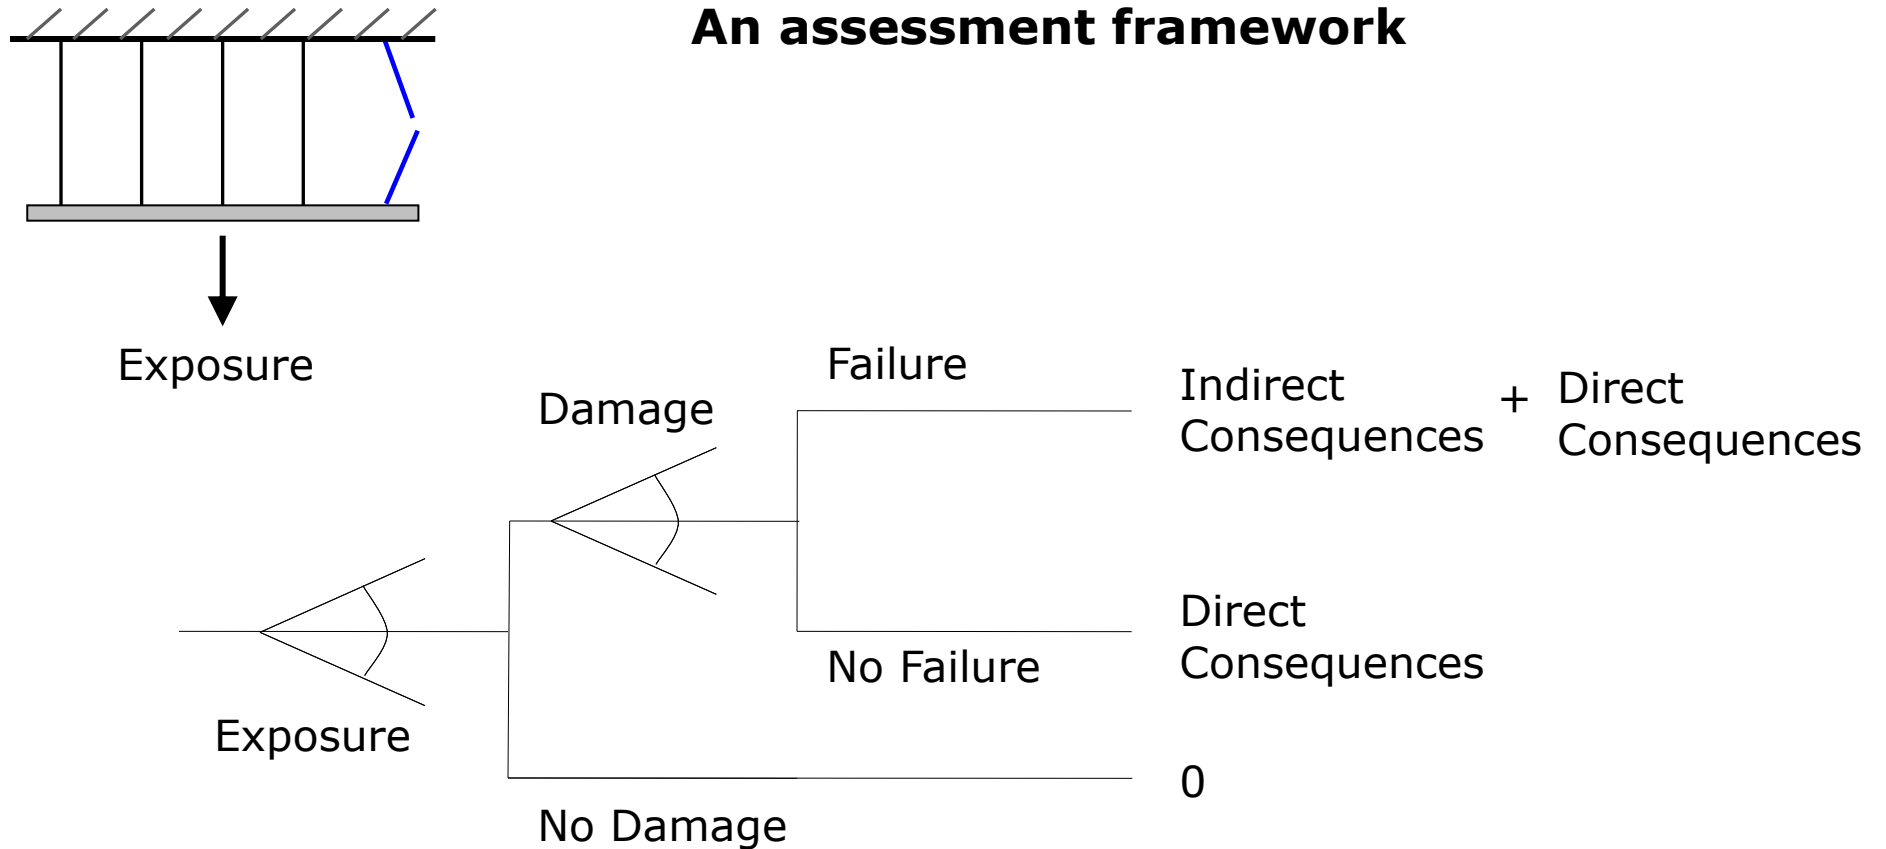 An assessment framework
Exposure
Failure
Damage
Indirect
Consequences
+
Direct
Consequences
Direct
Consequences
No Failure
Exposure
0
No Damage